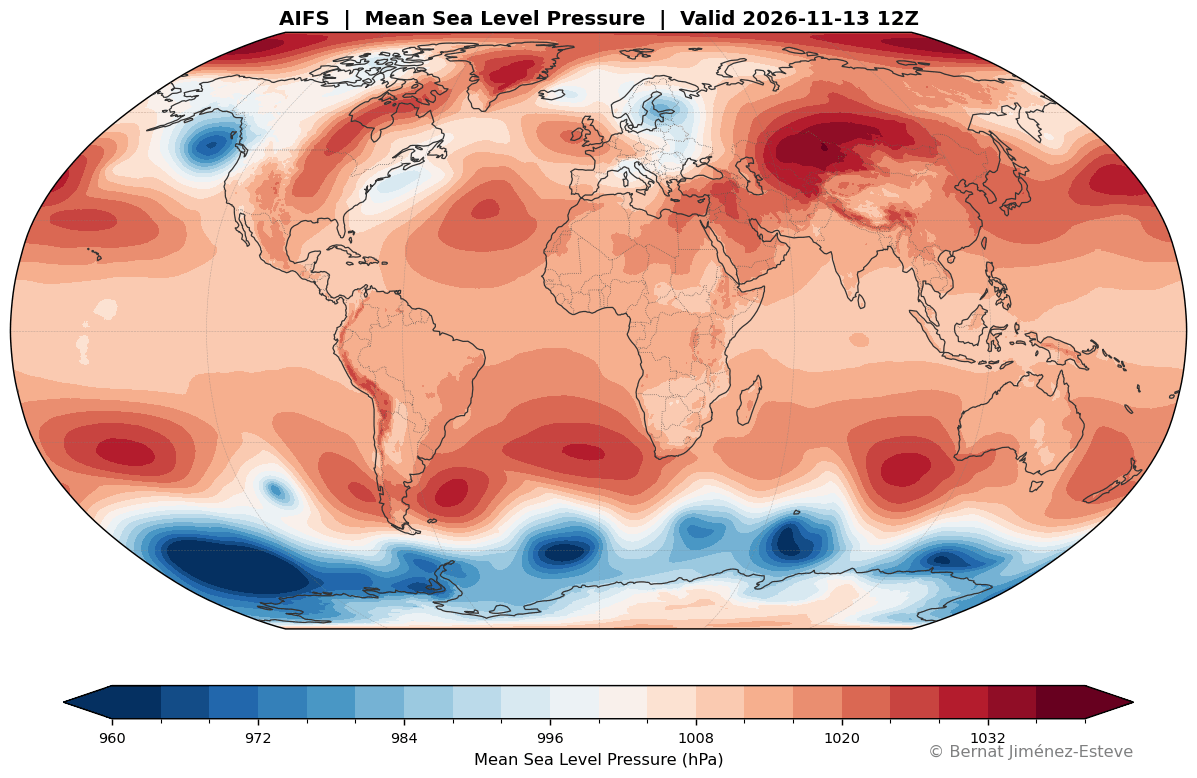 AIFS | Mean Sea Level Pressure | Valid 2026-11-13 12Z
960 972 984 996 1008 1020 1032
Mean Sea Level Pressure (hPa)
© Bernat Jiménez-Esteve